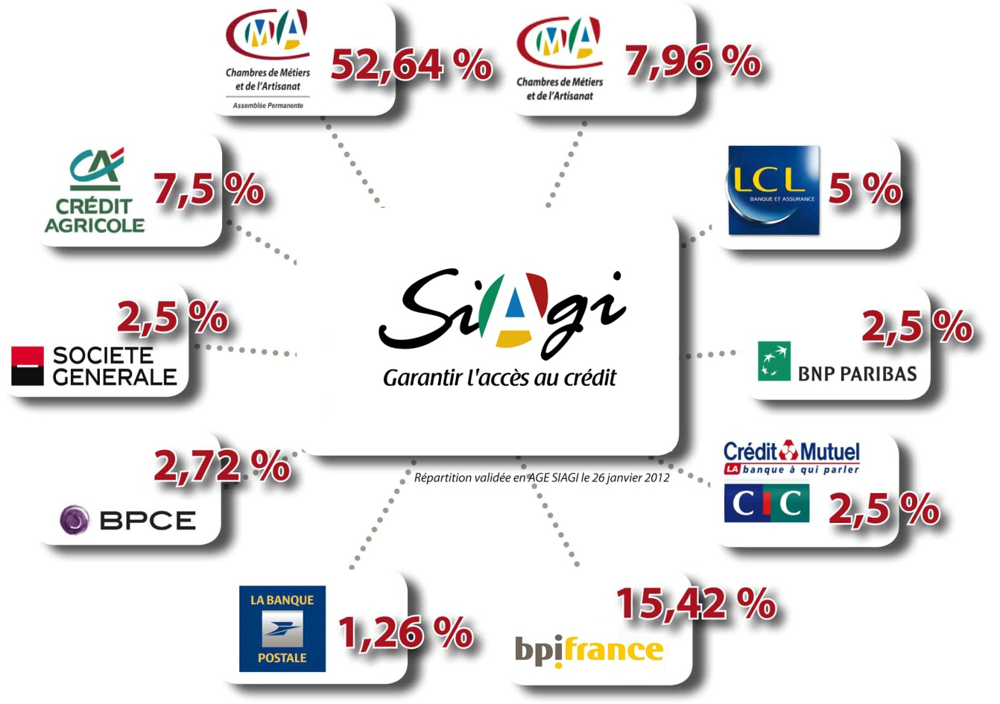 CMA
Chambres de Métiers
et de l'Artisanat
Assemblée Permanente
52,64 %
CMA
Chambres de Métiers
et de l'Artisanat
7,96 %
CRÉDIT
AGRICOLE
7,5 %
LCL
BANQUE ET ASSURANCE
5 %
2,5 %
SOCIETE
GENERALE
SiAgi
Garantir l'accès au crédit
2,5 %
BNP PARIBAS
2,72 %
BPCE
Répartition validée en AGE SIAGI le 26 janvier 2012
Crédit Mutuel
LA banque à qui parler
CIC
2,5 %
LA BANQUE
POSTALE
1,26 %
15,42 %
bpifrance